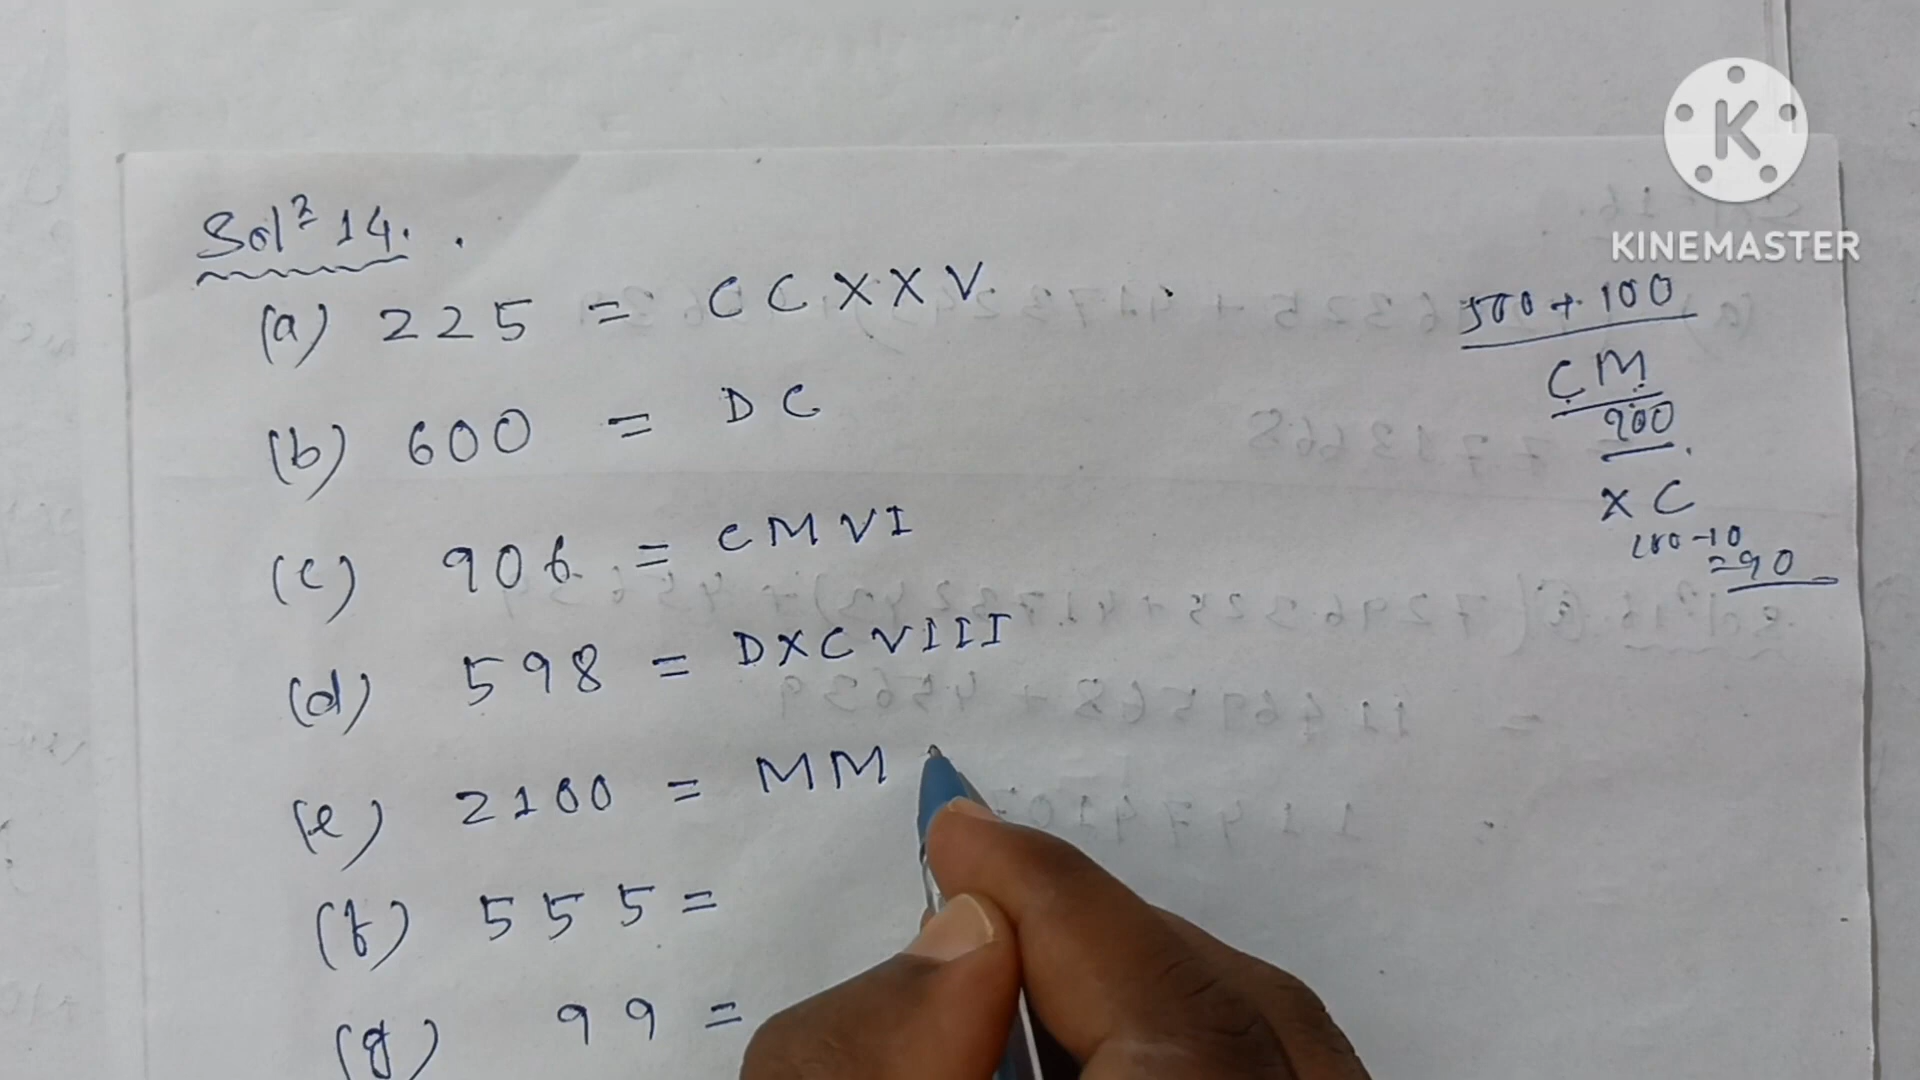 Sol² 14.
(a) 225 = CCXXV
(b) 600 = DC
(c) 906 = CMVI
(d) 598 = DXCVIII
(e) 2100 = MM
(f) 555 =
(g) 99 =
500 + 100
CM
900
XC
100-10
=90
K
KINEMASTER